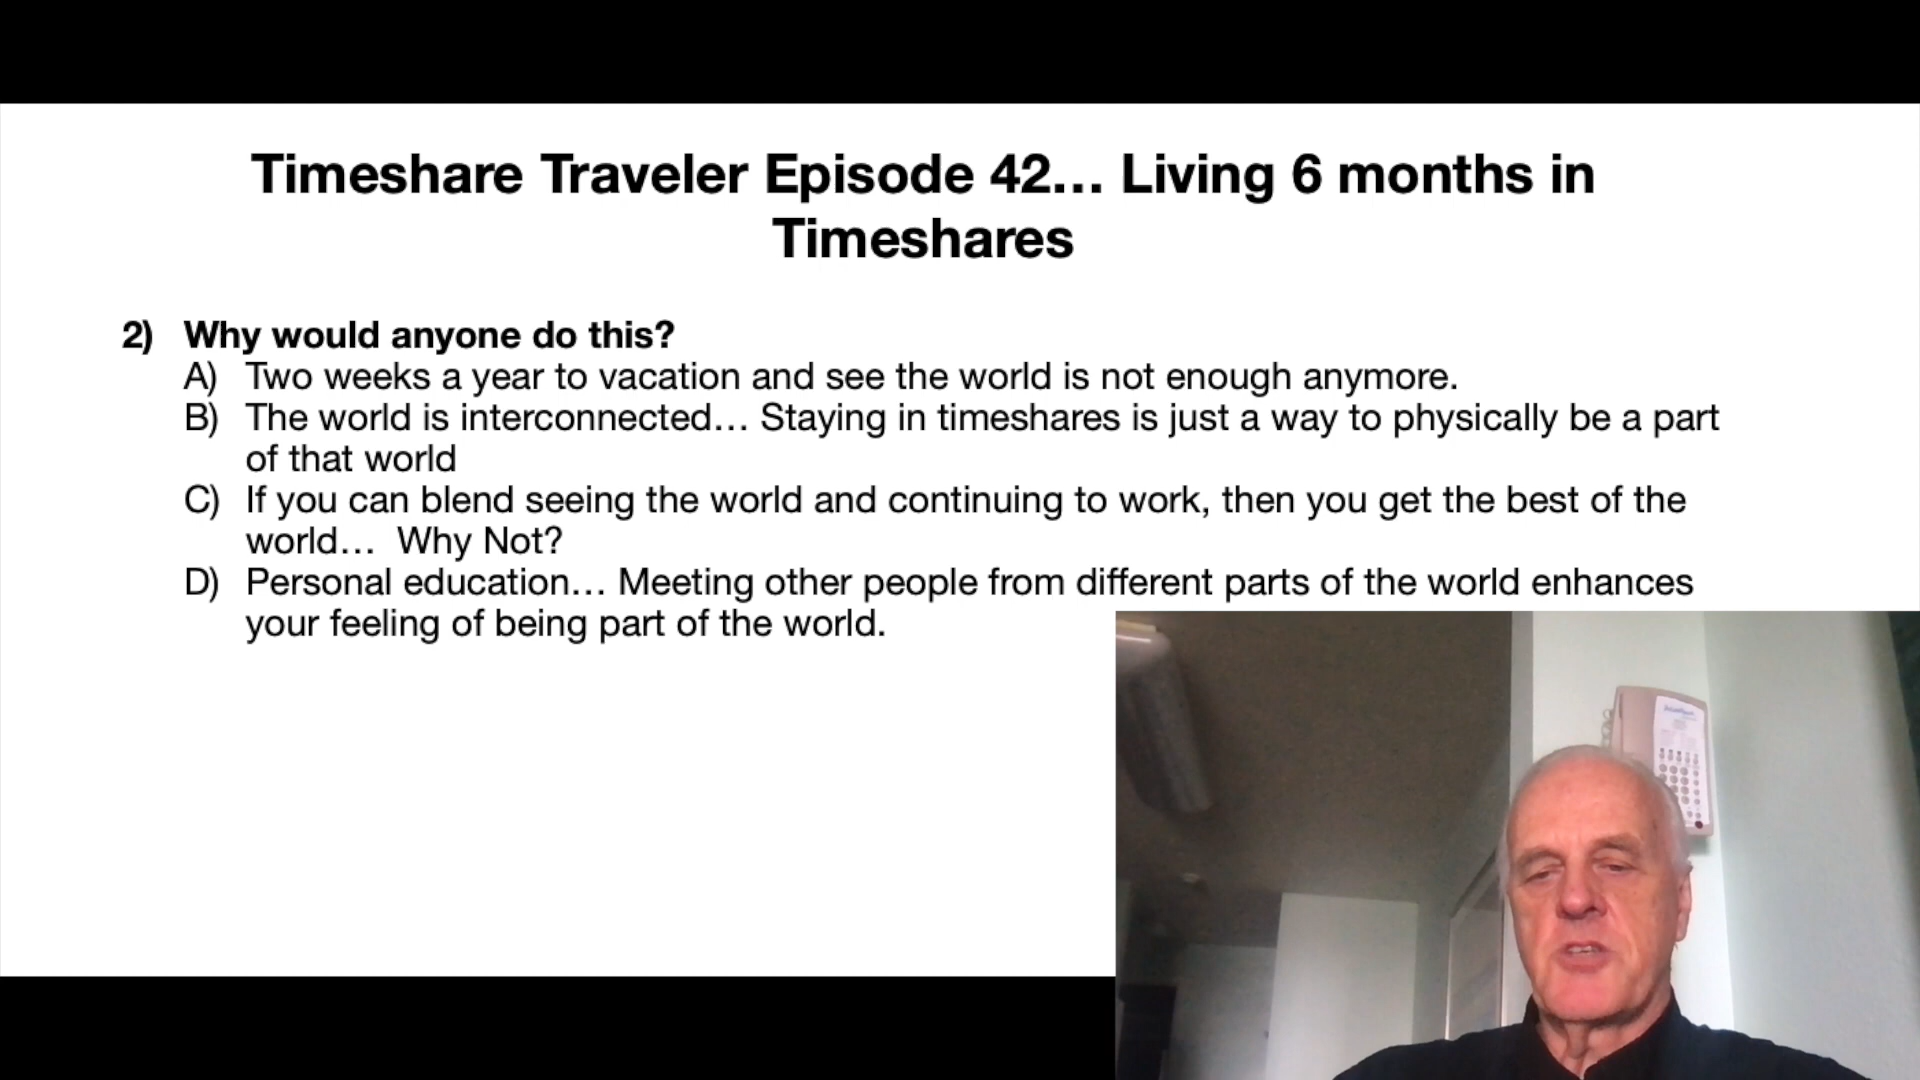 Timeshare Traveler Episode 42... Living 6 months in
Timeshares
2) Why would anyone do this?
A) Two weeks a year to vacation and see the world is not enough anymore.
B) The world is interconnected... Staying in timeshares is just a way to physically be a part
of that world
C) If you can blend seeing the world and continuing to work, then you get the best of the
world...  Why Not?
D) Personal education... Meeting other people from different parts of the world enhances
your feeling of being part of the world.